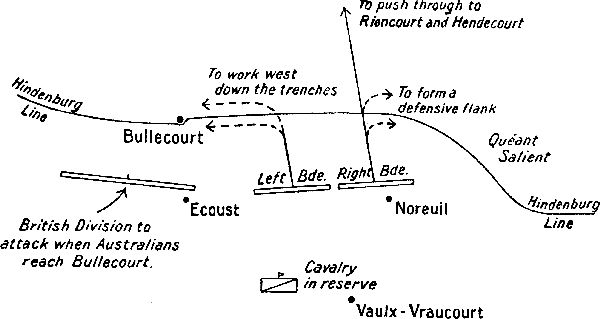 To push through to
Riencourt and Hendecourt
To work west
down the trenches
To form a
defensive flank
Hindenburg
Line
Bullecourt
Quéant
Salient
Left Bde.
Right Bde.
Hindenburg
Line
Écoust
Noreuil
British Division to
attack when Australians
reach Bullecourt.
Cavalry
in reserve
Vaulx-Vraucourt